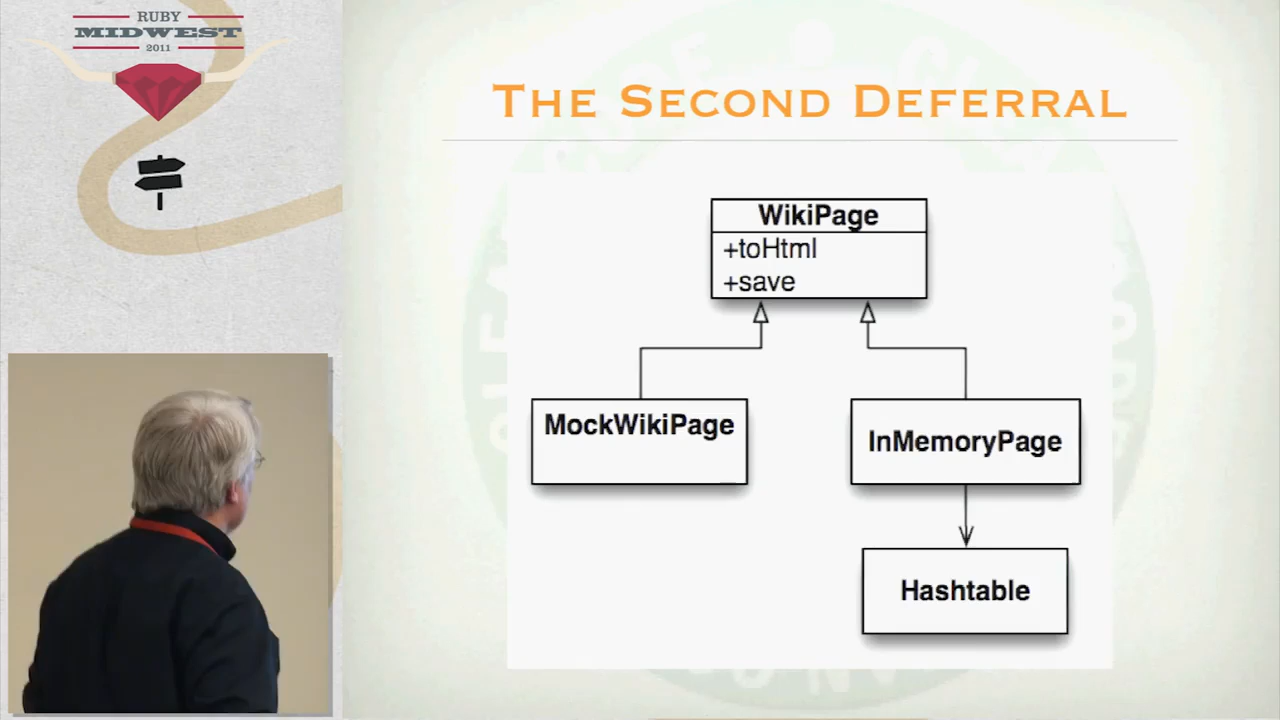 RUBY
MIDWEST
2011
THE SECOND DEFERRAL
WikiPage
+toHtml
+save
MockWikiPage
InMemoryPage
Hashtable